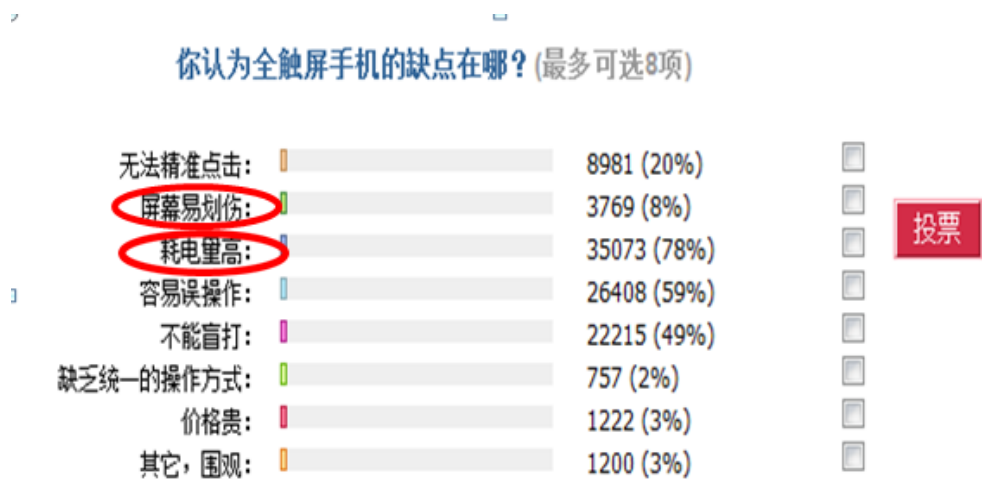 你认为全触屏手机的缺点在哪？(最多可选8项)
无法精准点击： 8981 (20%)
屏幕易划伤： 3769 (8%)
耗电量高： 35073 (78%)
投票
容易误操作： 26408 (59%)
不能盲打： 22215 (49%)
缺乏统一的操作方式： 757 (2%)
价格贵： 1222 (3%)
其它，围观： 1200 (3%)